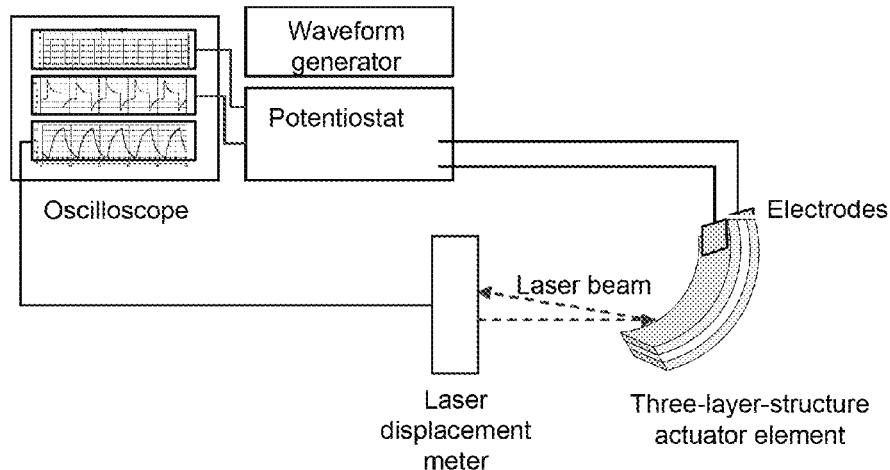 Waveform
generator
Potentiostat
Oscilloscope
Electrodes
Laser beam
Laser
displacement
meter
Three-layer-structure
actuator element